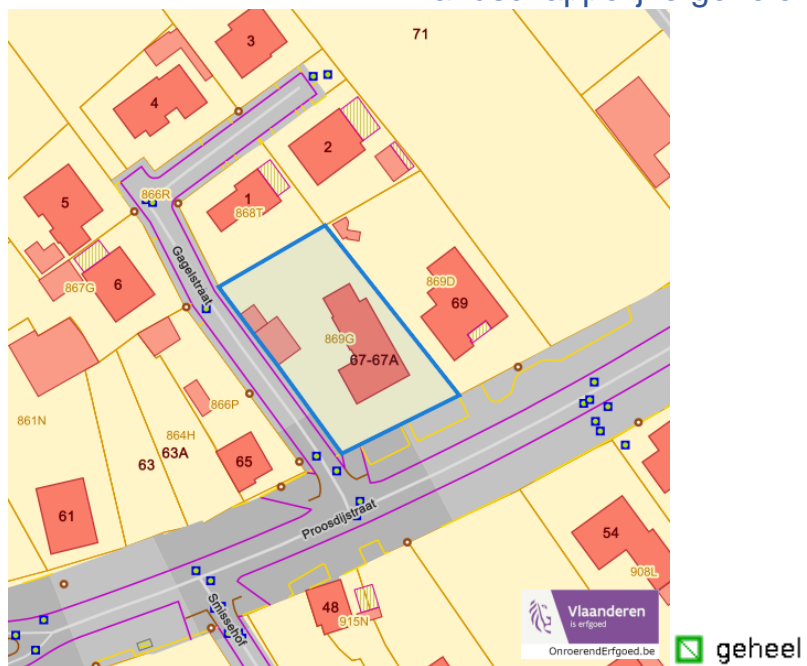 3
71
4
2
866R
5
1
868T
Gagelstraat
867G
6
869D
69
869G
67-67A
866P
861N
864H
63A
63
65
61
Proosdijstraat
54
908L
Smissehof
48
915N
Vlaanderen
is erfgoed
OnroerendErfgoed.be
geheel